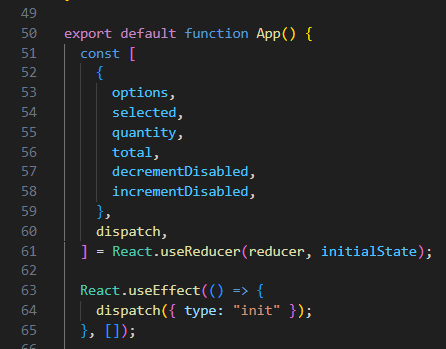 49
50 export default function App() {
51   const [
52     {
53       options,
54       selected,
55       quantity,
56       total,
57       decrementDisabled,
58       incrementDisabled,
59     },
60     dispatch,
61   ] = React.useReducer(reducer, initialState);
62
63   React.useEffect(() => {
64     dispatch({ type: "init" });
65   }, []);